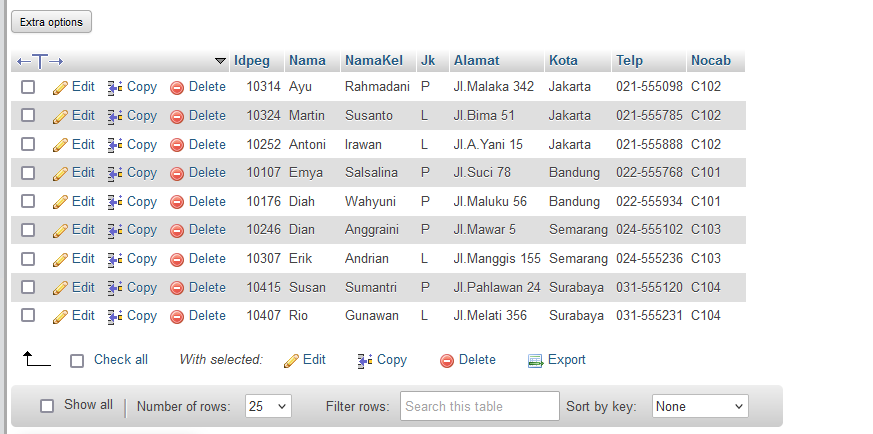 Extra options
Idpeg Nama NamaKel Jk Alamat Kota Telp Nocab
Edit Copy Delete 10314 Ayu Rahmadani P Jl.Malaka 342 Jakarta 021-555098 C102
Edit Copy Delete 10324 Martin Susanto L Jl.Bima 51 Jakarta 021-555785 C102
Edit Copy Delete 10252 Antoni Irawan L Jl.A.Yani 15 Jakarta 021-555888 C102
Edit Copy Delete 10107 Emya Salsalina P Jl.Suci 78 Bandung 022-555768 C101
Edit Copy Delete 10176 Diah Wahyuni P Jl.Maluku 56 Bandung 022-555934 C101
Edit Copy Delete 10246 Dian Anggraini P Jl.Mawar 5 Semarang 024-555102 C103
Edit Copy Delete 10307 Erik Andrian L Jl.Manggis 155 Semarang 024-555236 C103
Edit Copy Delete 10415 Susan Sumantri P Jl.Pahlawan 24 Surabaya 031-555120 C104
Edit Copy Delete 10407 Rio Gunawan L Jl.Melati 356 Surabaya 031-555231 C104
Check all With selected: Edit Copy Delete Export
Show all Number of rows: 25 Filter rows: Search this table Sort by key: None